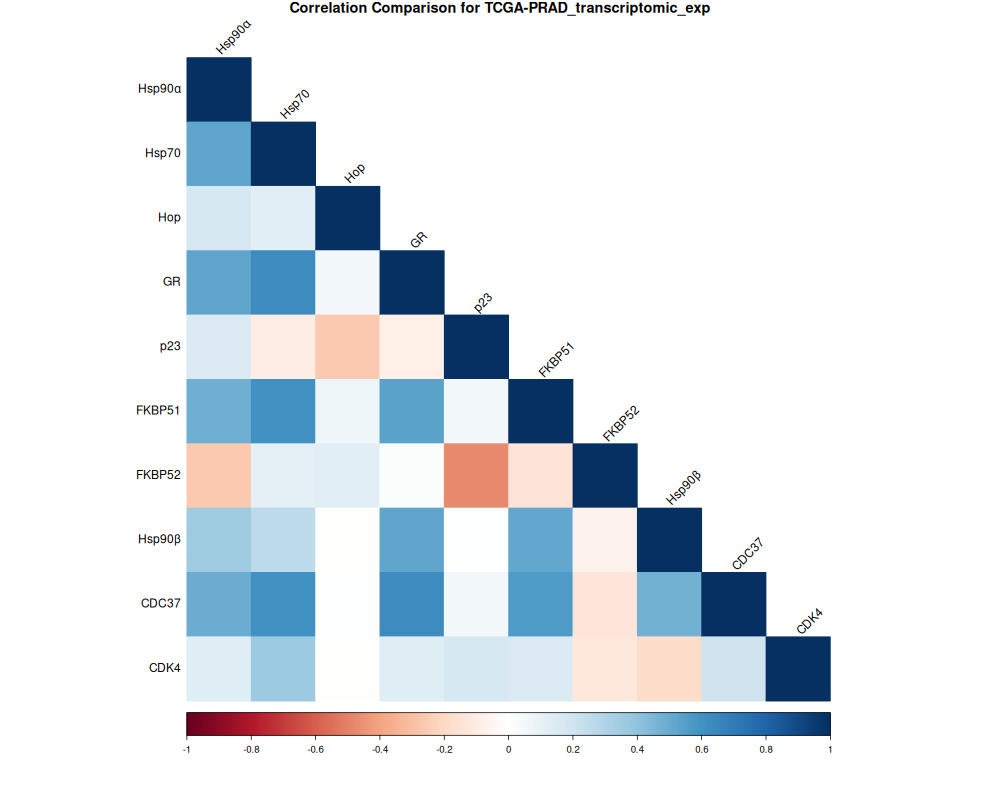 Correlation Comparison for TCGA-PRAD_transcriptomic_exp
Hsp90α
Hsp90α
Hsp70
Hsp70
Hop
Hop
GR
GR
p23
p23
FKBP51
FKBP51
FKBP52
FKBP52
Hsp90β
Hsp90β
CDC37
CDC37
CDK4
CDK4
-1 -0.8 -0.6 -0.4 -0.2 0 0.2 0.4 0.6 0.8 1